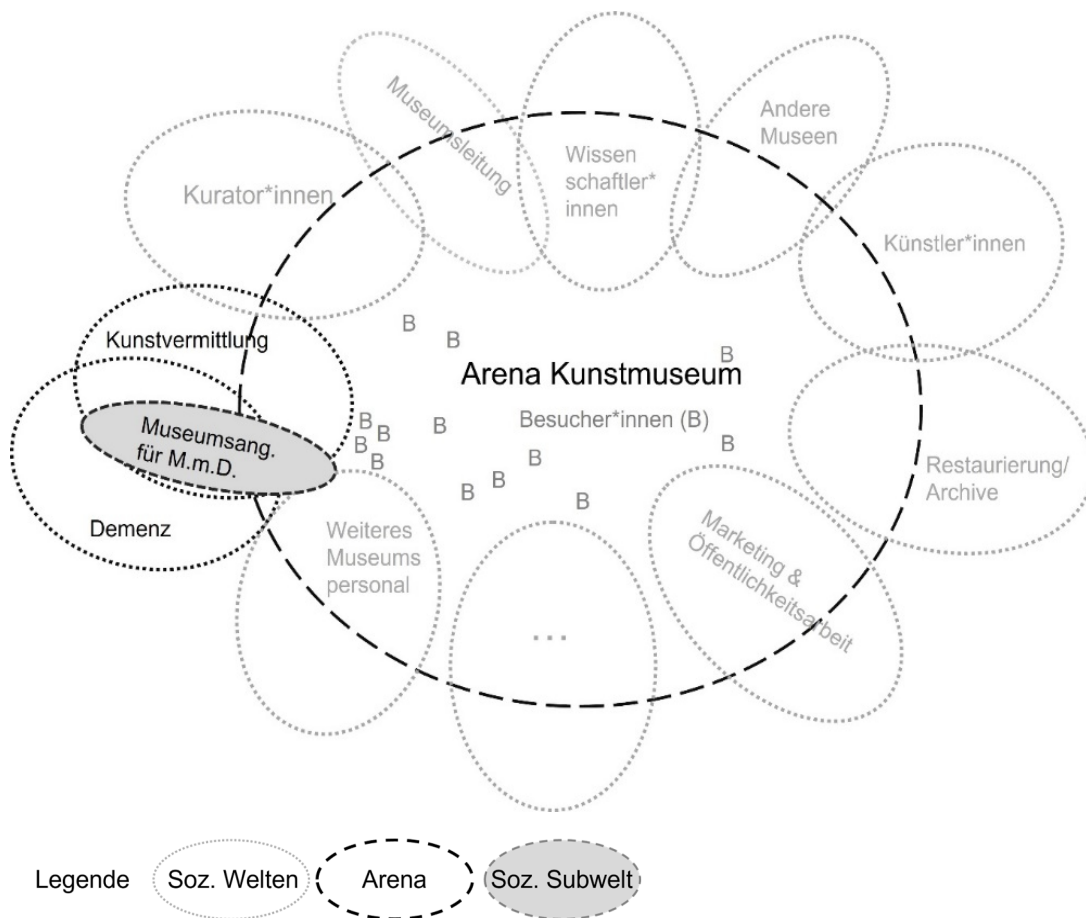 Museumsleitung
Wissen
schaftler*
innen
Andere
Museen
Kurator*innen
Künstler*innen
Kunstvermittlung
B
B
B
Arena Kunstmuseum
Besucher*innen (B)
B
B
B
B
B
B
B
B
B
B
Museumsang.
für M.m.D.
Demenz
Restaurierung/
Archive
Weiteres
Museums
personal
Marketing &
Öffentlichkeitsarbeit
...
Legende
Soz. Welten
Arena
Soz. Subwelt